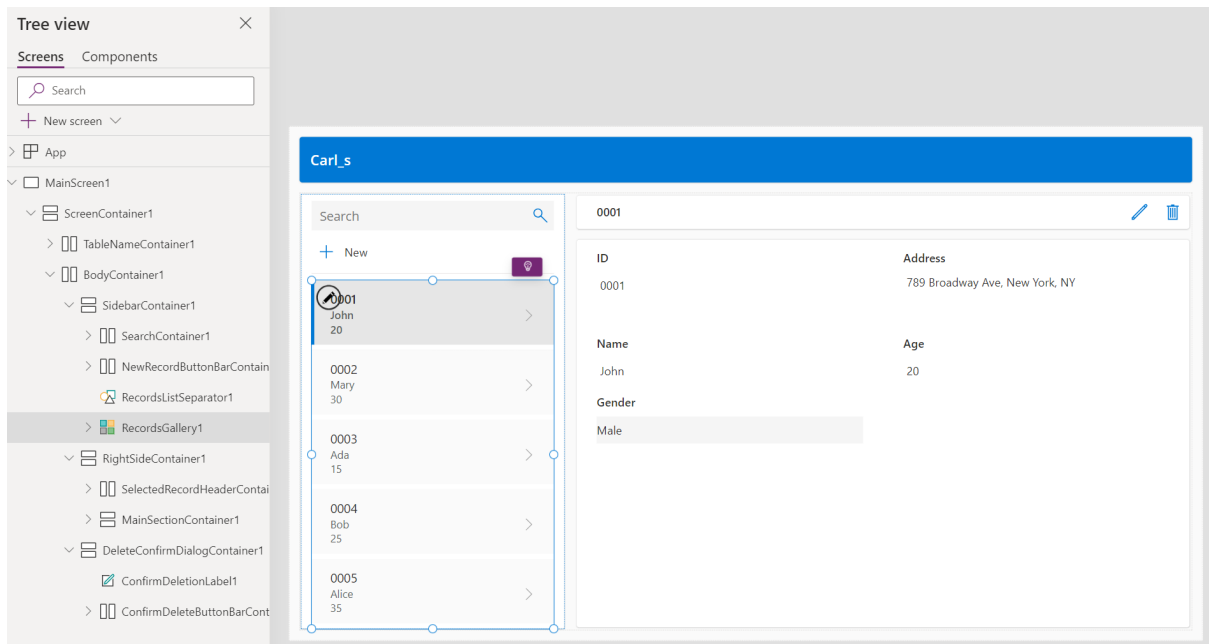 Tree view
Screens Components
Search
New screen
App
MainScreen1
ScreenContainer1
TableNameContainer1
BodyContainer1
SidebarContainer1
SearchContainer1
NewRecordButtonBarContain
RecordsListSeparator1
RecordsGallery1
RightSideContainer1
SelectedRecordHeaderContai
MainSectionContainer1
DeleteConfirmDialogContainer1
ConfirmDeletionLabel1
ConfirmDeleteButtonBarCont
Carl_s
Search
New
0001
John
20
0002
Mary
30
0003
Ada
15
0004
Bob
25
0005
Alice
35
0001
ID
0001
Address
789 Broadway Ave, New York, NY
Name
John
Age
20
Gender
Male